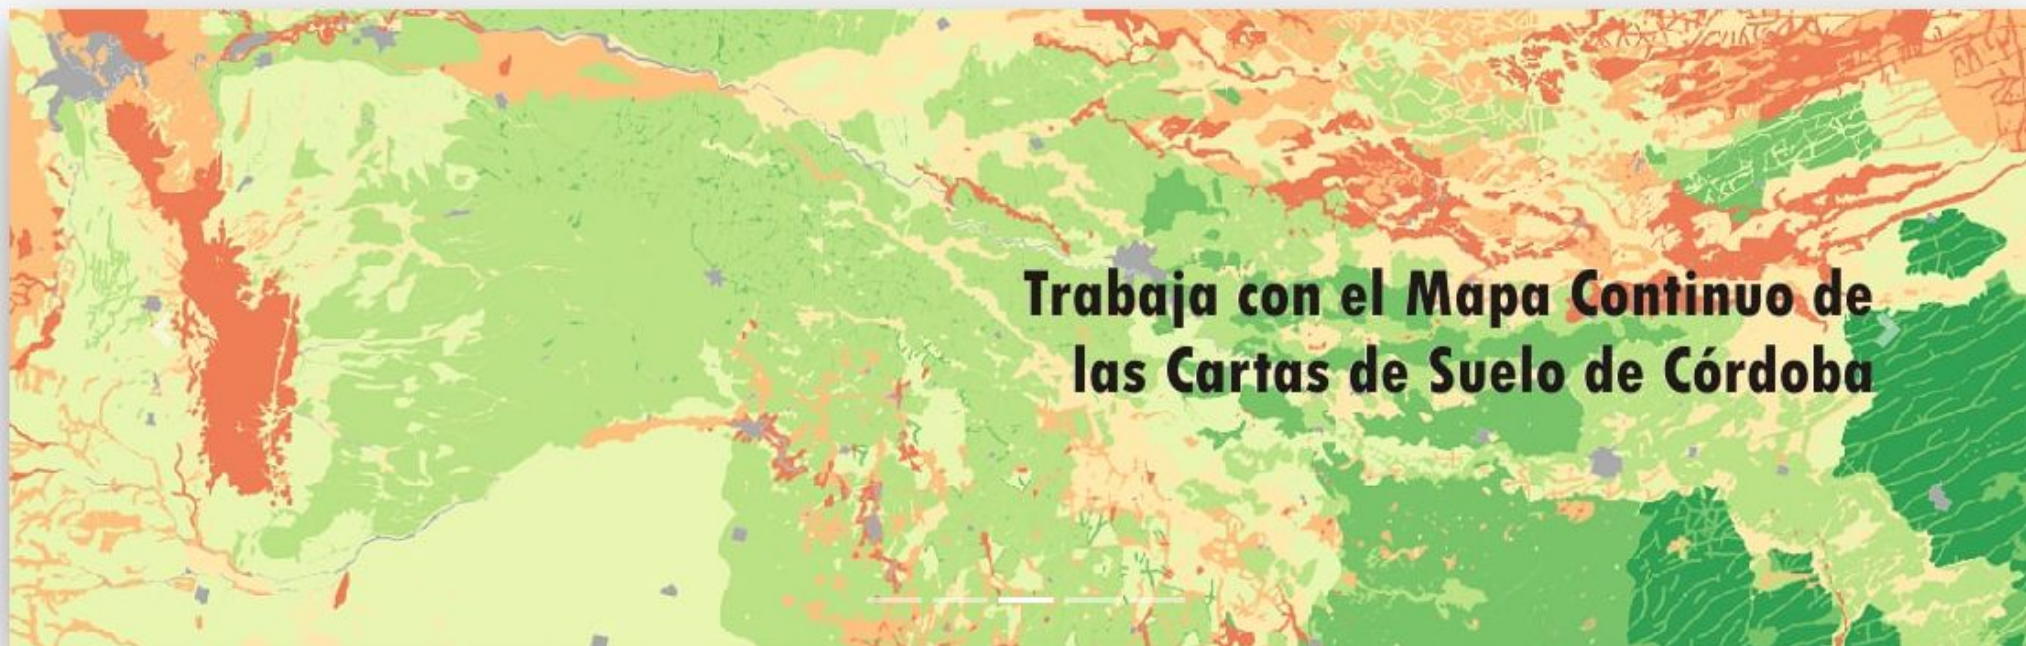 Trabaja con el Mapa Continuo de
las Cartas de Suelo de Córdoba